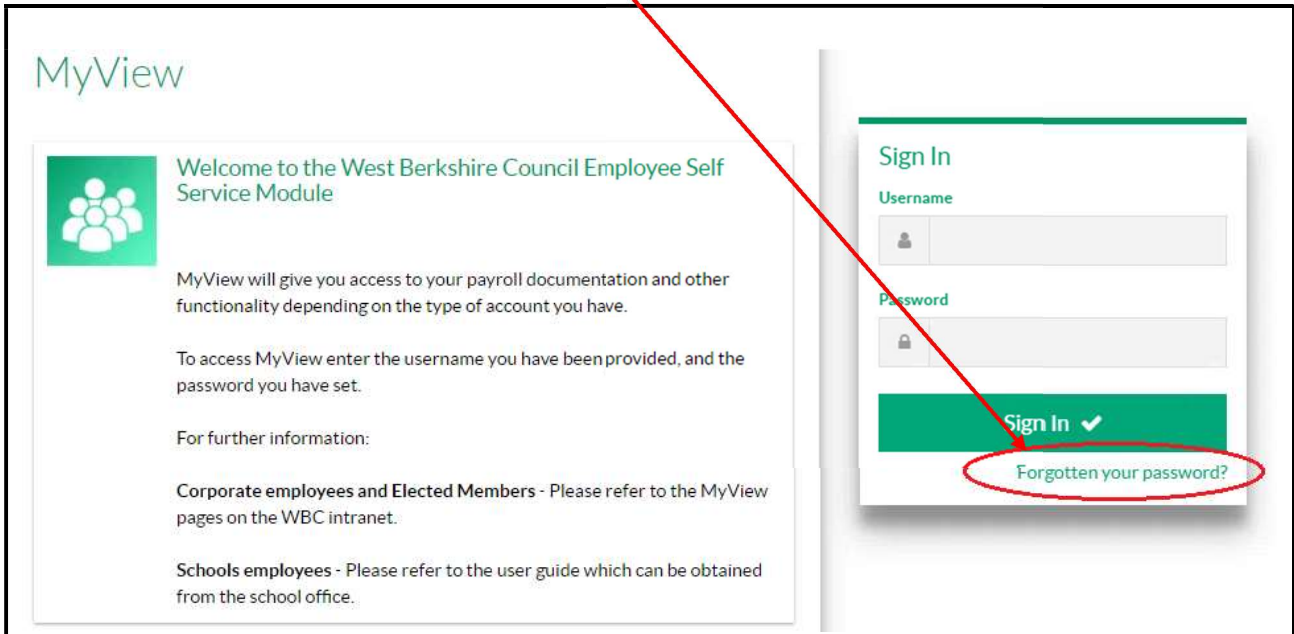 MyView
Welcome to the West Berkshire Council Employee Self
Service Module
MyView will give you access to your payroll documentation and other
functionality depending on the type of account you have.
To access MyView enter the username you have been provided, and the
password you have set.
For further information:
Corporate employees and Elected Members - Please refer to the MyView
pages on the WBC intranet.
Schools employees - Please refer to the user guide which can be obtained
from the school office.
Sign In
Username
Password
Sign In
Forgotten your password?